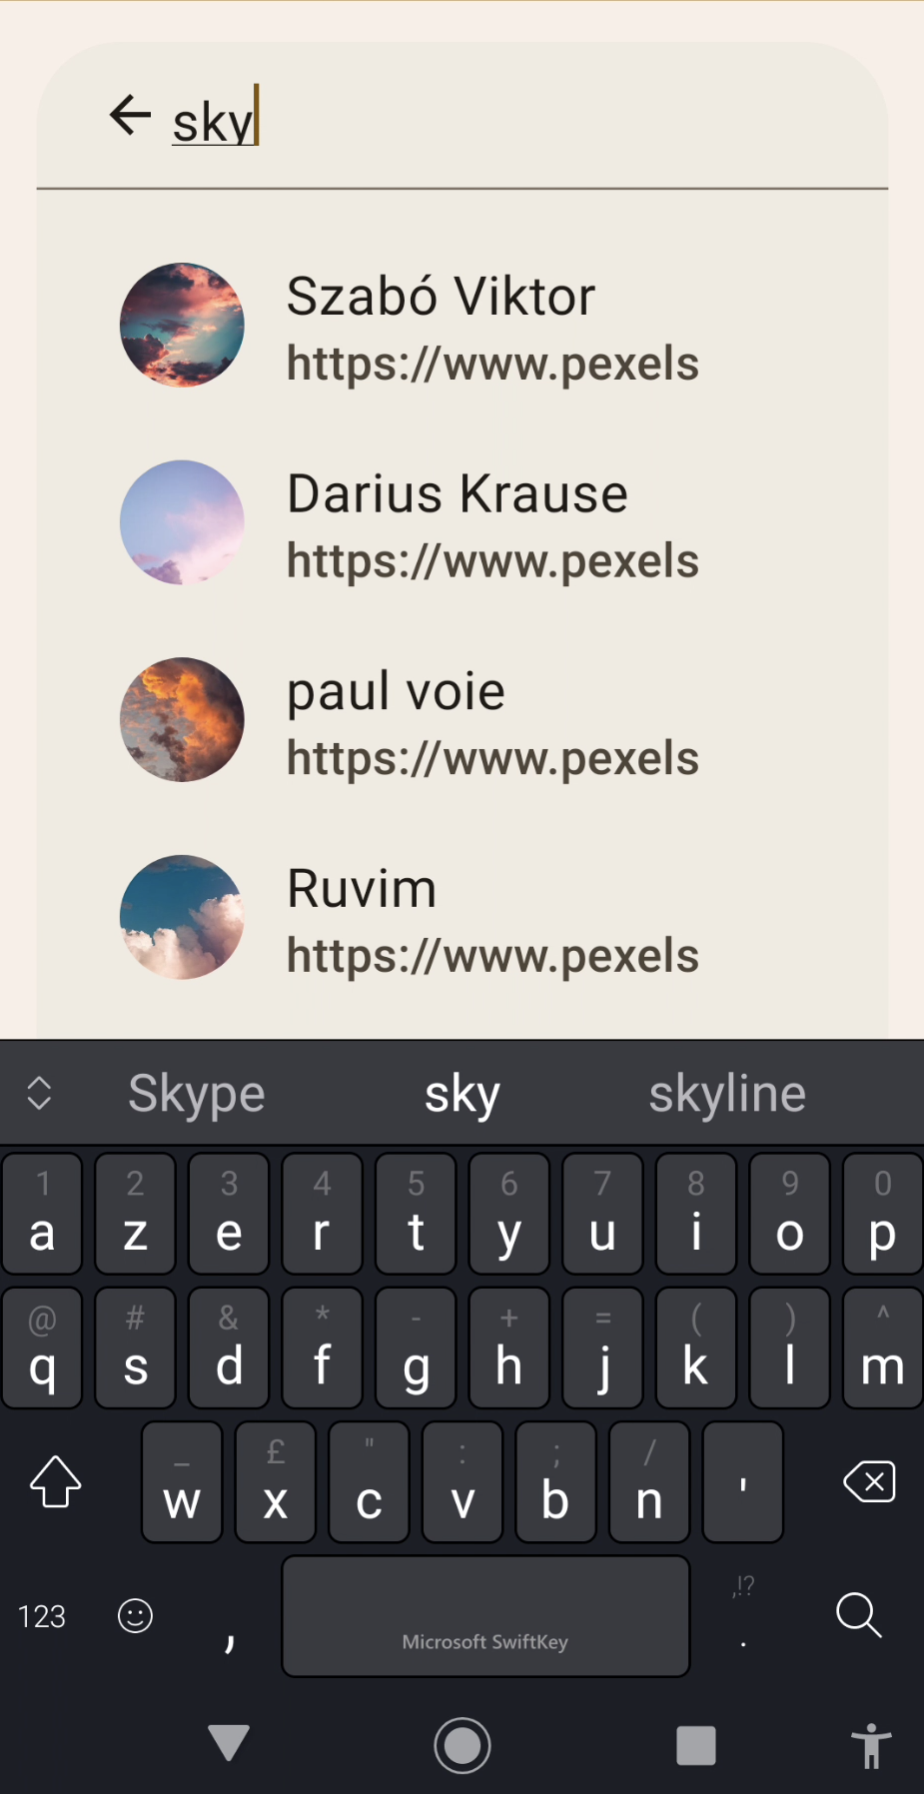 sky
Szabó Viktor
https://www.pexels
Darius Krause
https://www.pexels
paul voie
https://www.pexels
Ruvim
https://www.pexels
Skype sky skyline
1 2 3 4 5 6 7 8 9 0
a z e r t y u i o p
@ # & * - + = ( ) ^
q s d f g h j k l m
_ £ " : ; /
w x c v b n '
,!?
123 , Microsoft SwiftKey .